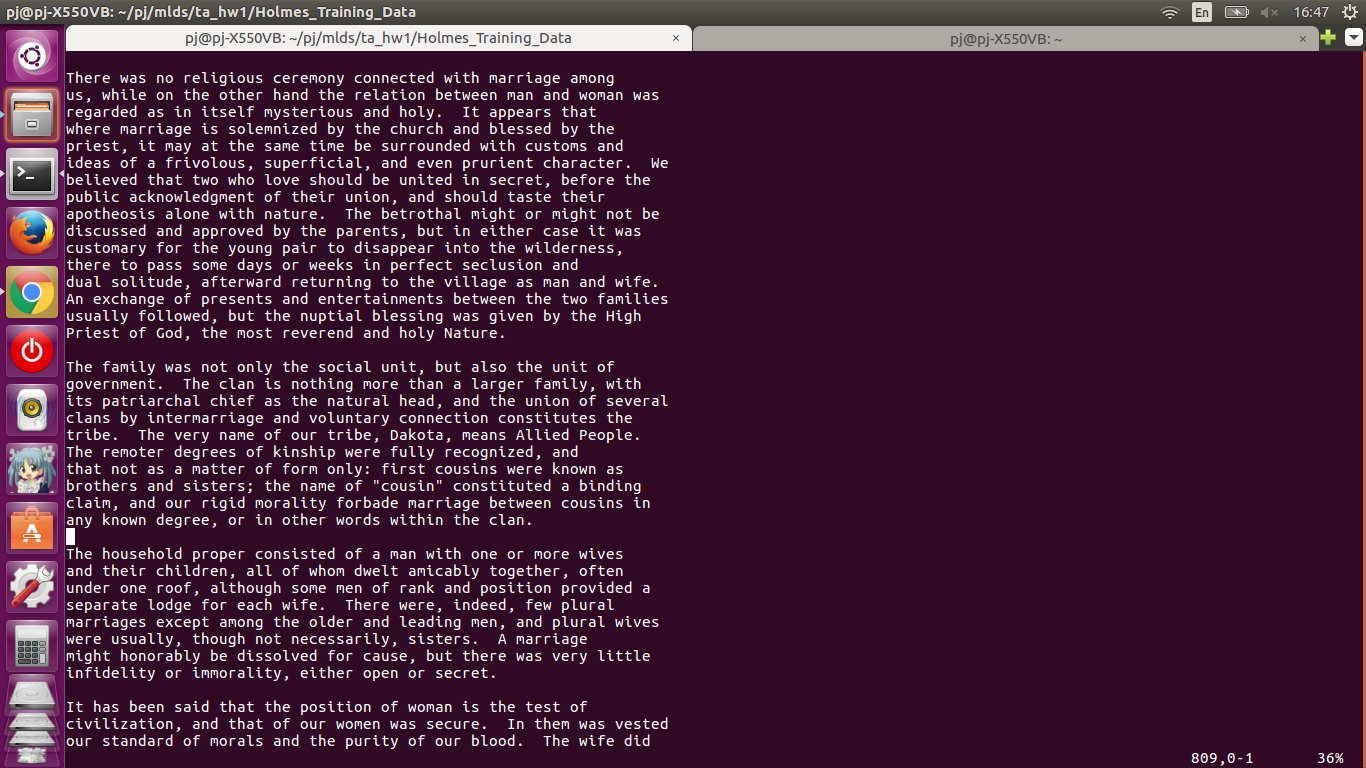 pj@pj-X550VB: ~/pj/mlds/ta_hw1/Holmes_Training_Data
En
16:47
pj@pj-X550VB: ~/pj/mlds/ta_hw1/Holmes_Training_Data ×
pj@pj-X550VB: ~ ×
There was no religious ceremony connected with marriage among
us, while on the other hand the relation between man and woman was
regarded as in itself mysterious and holy.  It appears that
where marriage is solemnized by the church and blessed by the
priest, it may at the same time be surrounded with customs and
ideas of a frivolous, superficial, and even prurient character.  We
believed that two who love should be united in secret, before the
public acknowledgment of their union, and should taste their
apotheosis alone with nature.  The betrothal might or might not be
discussed and approved by the parents, but in either case it was
customary for the young pair to disappear into the wilderness,
there to pass some days or weeks in perfect seclusion and
dual solitude, afterward returning to the village as man and wife.
An exchange of presents and entertainments between the two families
usually followed, but the nuptial blessing was given by the High
Priest of God, the most reverend and holy Nature.
The family was not only the social unit, but also the unit of
government.  The clan is nothing more than a larger family, with
its patriarchal chief as the natural head, and the union of several
clans by intermarriage and voluntary connection constitutes the
tribe.  The very name of our tribe, Dakota, means Allied People.
The remoter degrees of kinship were fully recognized, and
that not as a matter of form only: first cousins were known as
brothers and sisters; the name of "cousin" constituted a binding
claim, and our rigid morality forbade marriage between cousins in
any known degree, or in other words within the clan.
The household proper consisted of a man with one or more wives
and their children, all of whom dwelt amicably together, often
under one roof, although some men of rank and position provided a
separate lodge for each wife.  There were, indeed, few plural
marriages except among the older and leading men, and plural wives
were usually, though not necessarily, sisters.  A marriage
might honorably be dissolved for cause, but there was very little
infidelity or immorality, either open or secret.
It has been said that the position of woman is the test of
civilization, and that of our women was secure.  In them was vested
our standard of morals and the purity of our blood.  The wife did
809,0-1 36%